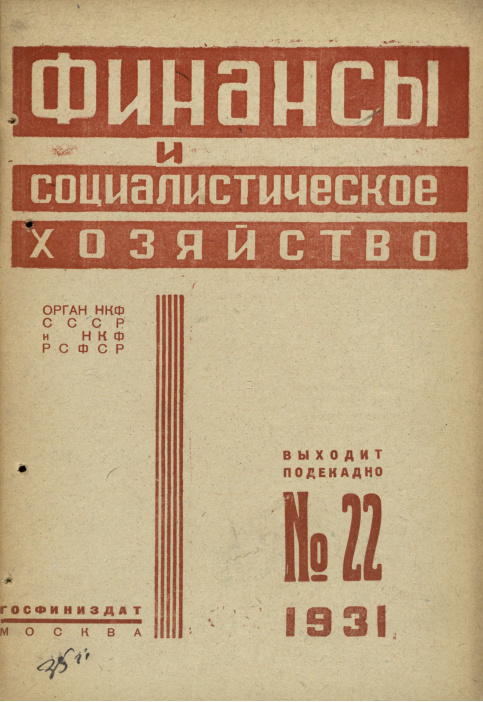 ФИНАНСЫ
И
СОЦИАЛИСТИЧЕСКОЕ
ХОЗЯЙСТВО
ОРГАН НКФ
СССР
и НКФ
РСФСР
ВЫХОДИТ
ПОДЕКАДНО
№ 22
1931
ГОСФИНИЗДАТ
МОСКВА